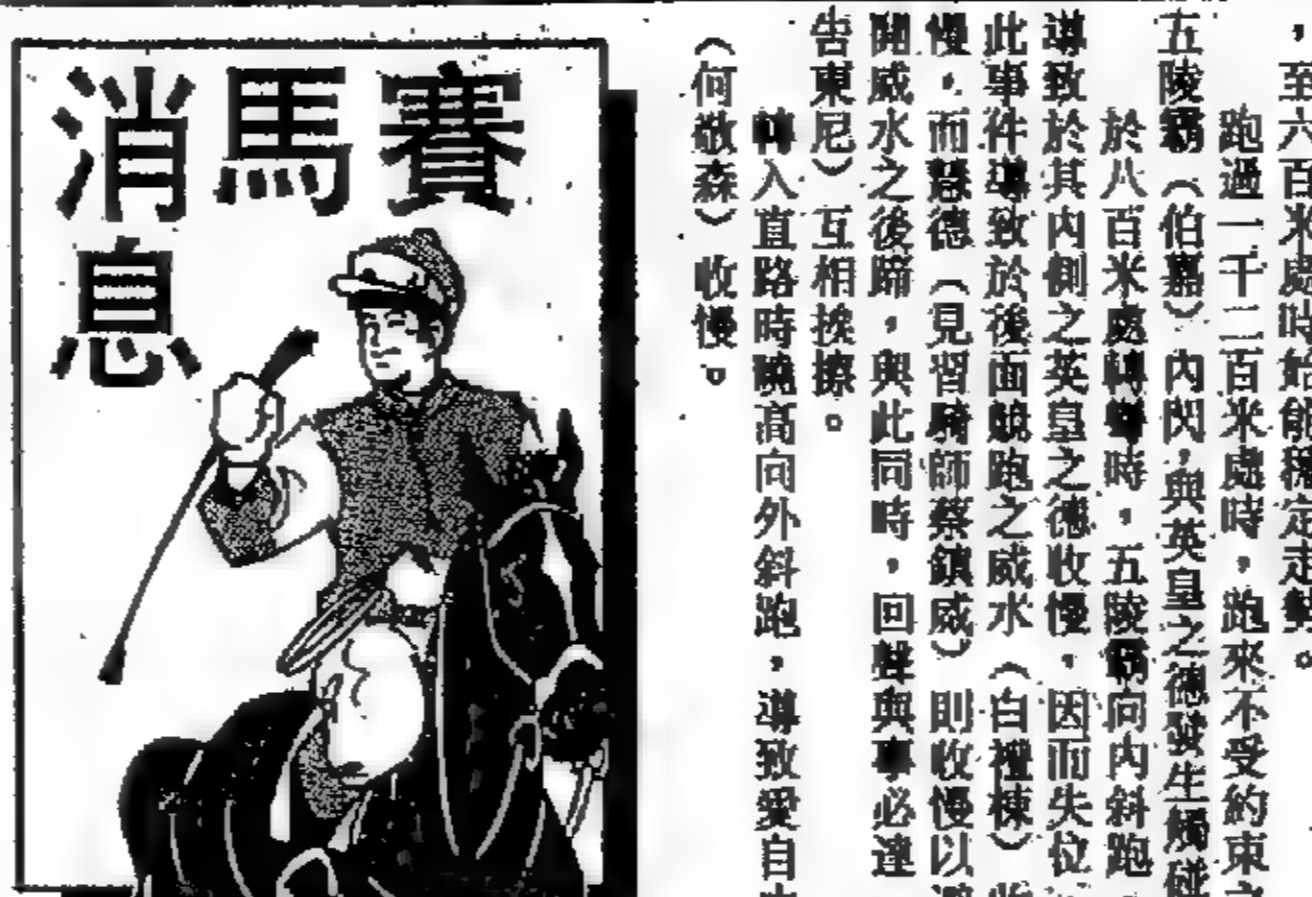 ，至六百米處時始能穩定走勢。
跑過一千二百米處時，跑來不受約束之
五陵霸（伯嘉）內閃，與英皇之德發生觸碰
於八百米處轉彎時，五陵霸向內斜跑，
導致於其內側之英皇之德收慢，因而失位
此事件導致於後面競跑之威水（白禮棟）收
慢，而慧德（見習騎師蔡鎮威）則收慢以避
開威水之後蹄，與此同時，回聲與事必達
告東尼）互相挨擦。
轉入直路時曉高向外斜跑，導致愛自
（何敬森）收慢。
賽馬消
息